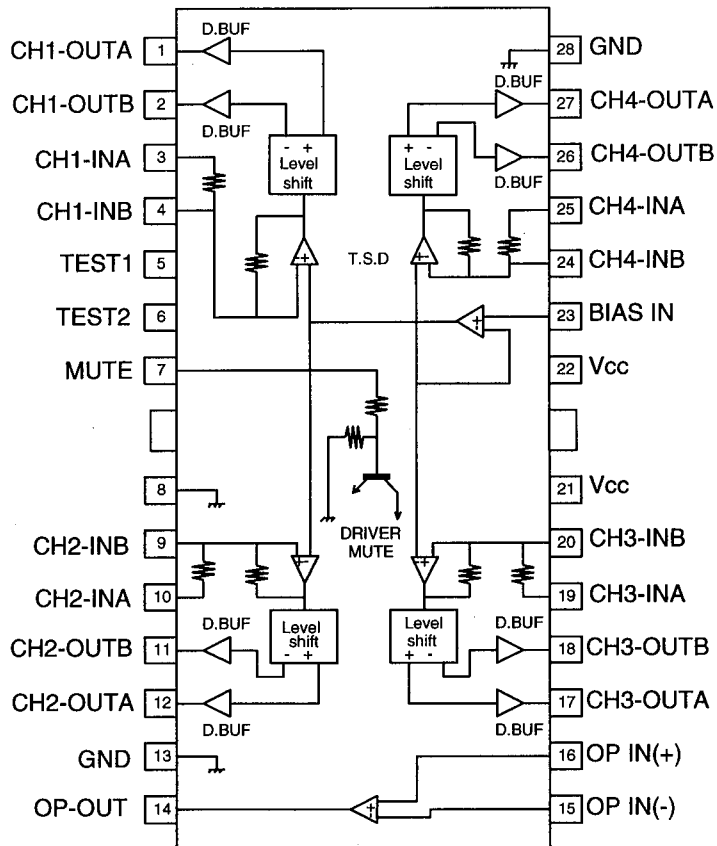 D.BUF
CH1-OUTA 1
28 GND
D.BUF
CH1-OUTB 2
27 CH4-OUTA
D.BUF
- +
Level
shift
+ -
Level
shift
CH1-INA 3
26 CH4-OUTB
D.BUF
CH1-INB 4
25 CH4-INA
- +
T.S.D
+ -
TEST1 5
24 CH4-INB
TEST2 6
+
-
23 BIAS IN
MUTE 7
22 Vcc
8
21 Vcc
DRIVER
MUTE
CH2-INB 9
+ -
- +
20 CH3-INB
CH2-INA 10
19 CH3-INA
D.BUF
Level
shift
- +
Level
shift
+ -
D.BUF
CH2-OUTB 11
18 CH3-OUTB
CH2-OUTA 12
17 CH3-OUTA
D.BUF
D.BUF
GND 13
16 OP IN(+)
OP-OUT 14
+
-
15 OP IN(-)